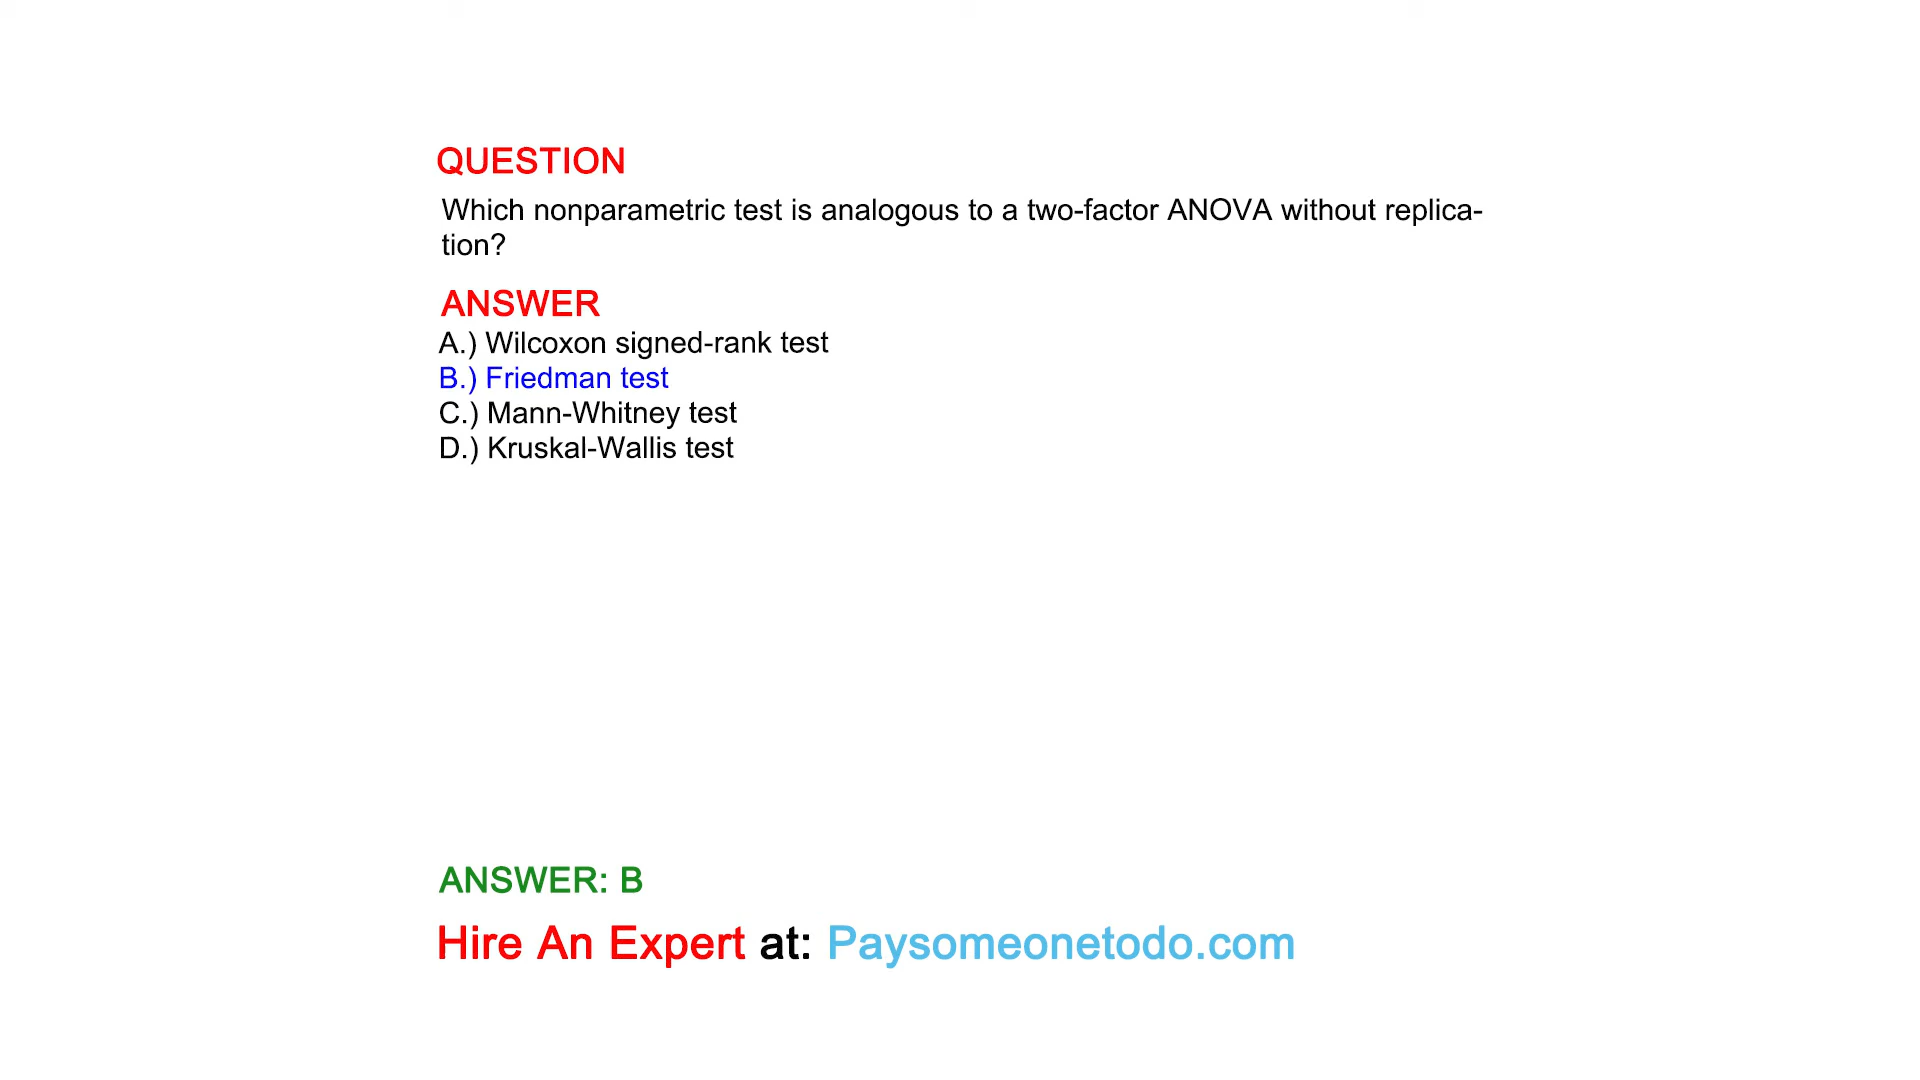 QUESTION
Which nonparametric test is analogous to a two-factor ANOVA without replica-
tion?
ANSWER
A.) Wilcoxon signed-rank test
B.) Friedman test
C.) Mann-Whitney test
D.) Kruskal-Wallis test
ANSWER: B
Hire An Expert at: Paysomeonetodo.com